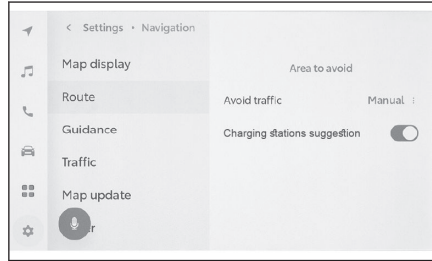 < Settings • Navigation
Map display
Route
Guidance
Traffic
Map update
r
Area to avoid
Avoid traffic Manual
Charging stations suggestion